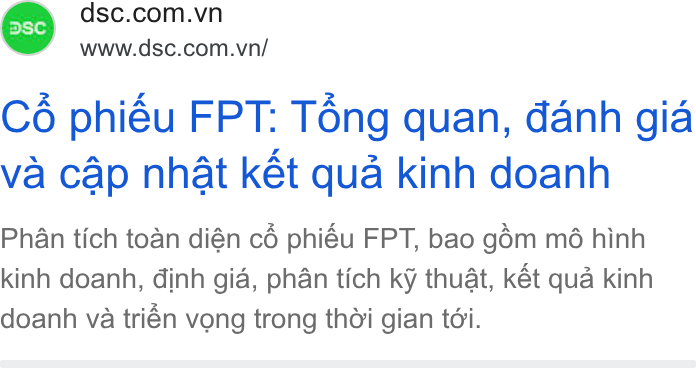 DSC
dsc.com.vn
www.dsc.com.vn/
Cổ phiếu FPT: Tổng quan, đánh giá
và cập nhật kết quả kinh doanh
Phân tích toàn diện cổ phiếu FPT, bao gồm mô hình
kinh doanh, định giá, phân tích kỹ thuật, kết quả kinh
doanh và triển vọng trong thời gian tới.